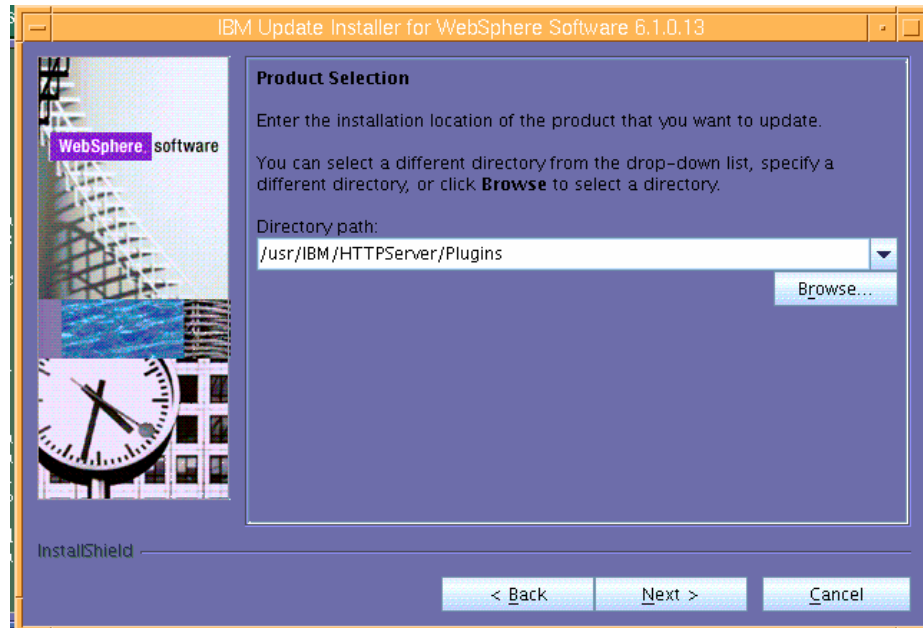 IBM Update Installer for WebSphere Software 6.1.0.13
WebSphere. software
Product Selection
Enter the installation location of the product that you want to update.
You can select a different directory from the drop-down list, specify a
different directory, or click Browse to select a directory.
Directory path:
/usr/IBM/HTTPServer/Plugins
Browse...
InstallShield
< Back
Next >
Cancel